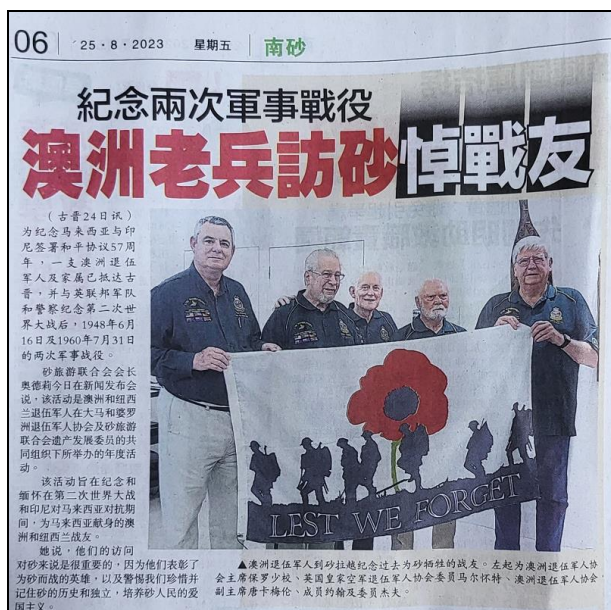 06
25·8·2023 星期五 南砂
紀念兩次軍事戰役
澳洲老兵訪砂悼戰友
(古晋24日讯)
为纪念马来西亚与印
尼签署和平协议57周
年，一支澳洲退伍
军人及家属已抵达古
晋，并与英联邦军队
和警察纪念第二次世
界大战后，1948年6月
16日及1960年7月31日
的两次军事战役。
砂旅游联合会会长
奥德莉今日在新闻发布会
说，该活动是澳洲和纽西
兰退伍军人在大马和婆罗
洲退伍军人协会及砂旅游
联合会遗产发展委员的共
同组织下所举办的年度活
动。
该活动旨在纪念和
缅怀在第二次世界大战
和印尼对马来西亚对抗期
间，为马来西亚献身的澳
洲和纽西兰战友。
她说，他们的访问
对砂来说是很重要的，因为他们表彰了
为砂而战的英雄，以及警惕我们珍惜并
记住砂的历史和独立，培养砂人民的爱
国主义。
LEST WE FORGET
▲澳洲退伍军人到砂拉越纪念过去为砂牺牲的战友。左起为澳洲退伍军人协
会主席保罗少校、英国皇家空军退伍军人协会委员马尔怀特、澳洲退伍军人协会
副主席唐卡梅伦、成员约翰及委员杰夫。